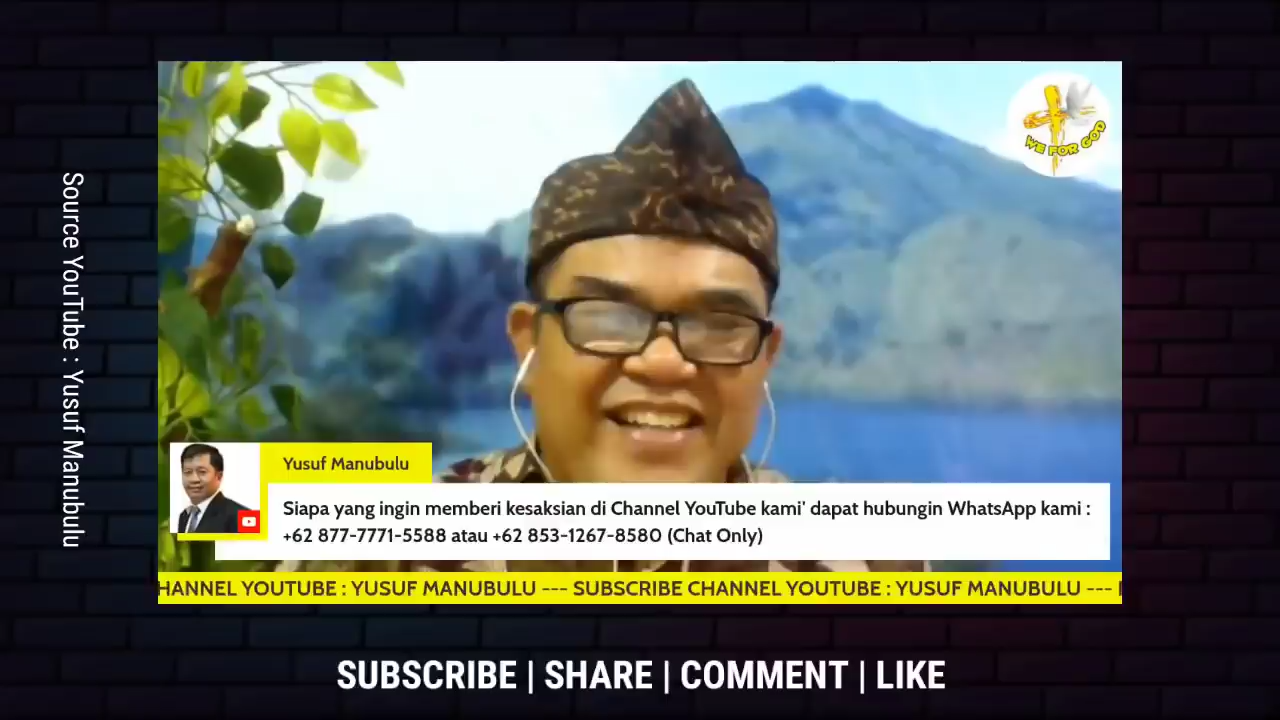 WE FOR GOD
Source YouTube : Yusuf Manubulu
Yusuf Manubulu
Siapa yang ingin memberi kesaksian di Channel YouTube kami' dapat hubungin WhatsApp kami :
+62 877-7771-5588 atau +62 853-1267-8580 (Chat Only)
HANNEL YOUTUBE : YUSUF MANUBULU --- SUBSCRIBE CHANNEL YOUTUBE : YUSUF MANUBULU ---
SUBSCRIBE | SHARE | COMMENT | LIKE